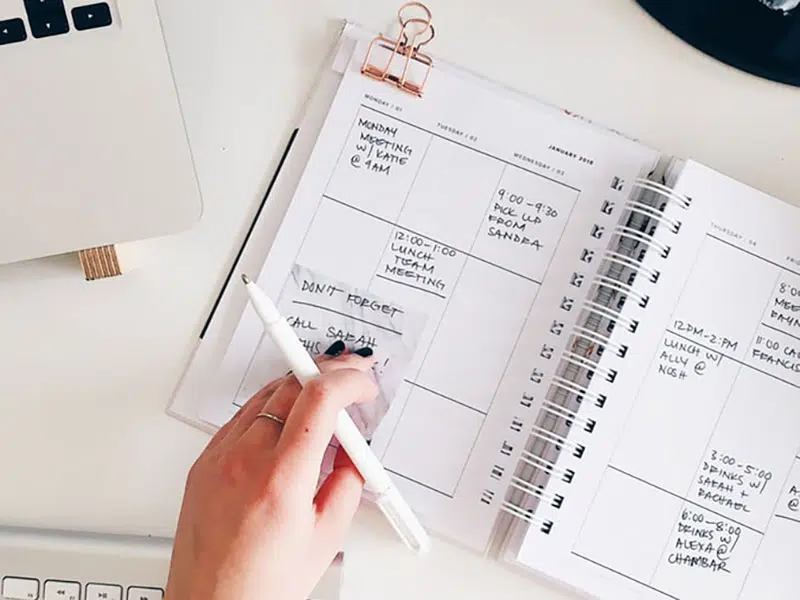 JANUARY 2018
MONDAY / 01
TUESDAY / 02
WEDNESDAY / 03
MONDAY
MEETING
W/ KATIE
@ 9AM
9:00-9:30
PICK UP
FROM
SANDRA
12:00-1:00
LUNCH
TEAM
MEETING
DON'T FORGET
CALL SARAH
THURSDAY / 04
12PM-2PM
LUNCH W/
ALLY @
NOSH
3:00-5:00
DRINKS W/
SARAH +
RACHAEL
6:00-8:00
DRINKS W/
ALEXA @
CHAMBAR
8:0
11:00 CA
FRANCIS